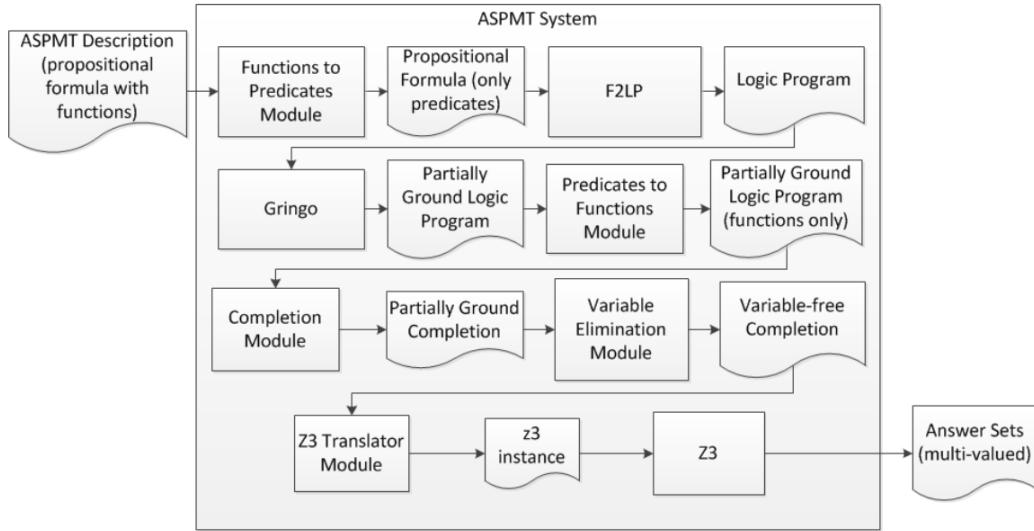 ASPMT System
ASPMT Description
(propositional
formula with
functions)
Functions to
Predicates
Module
Propositional
Formula (only
predicates)
F2LP
Logic Program
Gringo
Partially
Ground Logic
Program
Predicates to
Functions
Module
Partially Ground
Logic Program
(functions only)
Completion
Module
Partially Ground
Completion
Variable
Elimination
Module
Variable-free
Completion
Z3 Translator
Module
z3
instance
Z3
Answer Sets
(multi-valued)